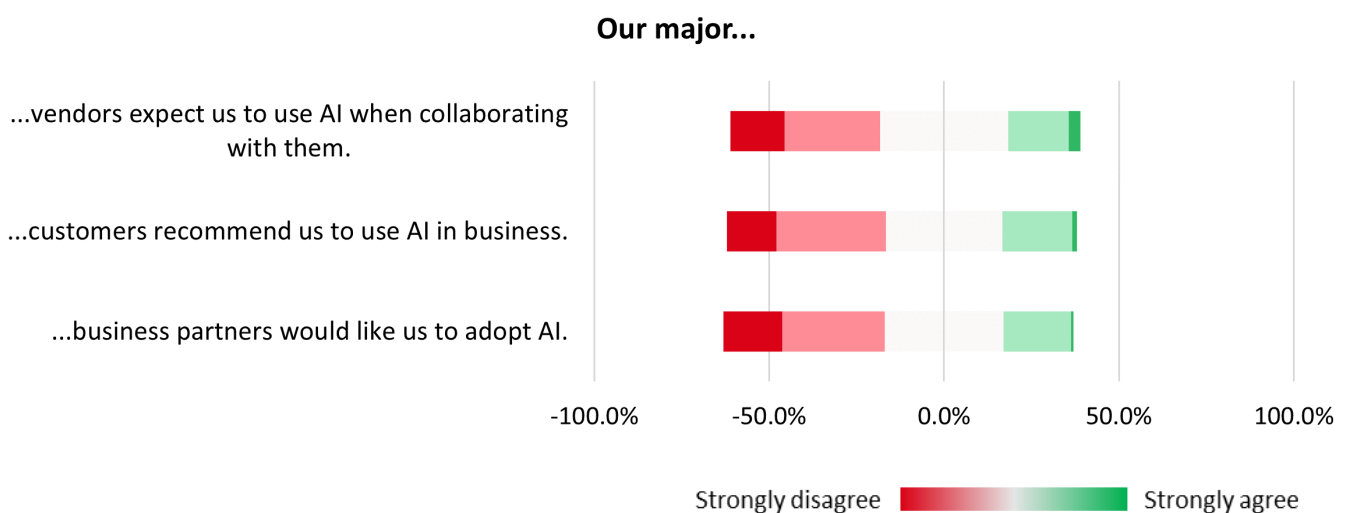 Our major...
...vendors expect us to use AI when collaborating
with them.
...customers recommend us to use AI in business.
...business partners would like us to adopt AI.
-100.0% -50.0% 0.0% 50.0% 100.0%
Strongly disagree Strongly agree